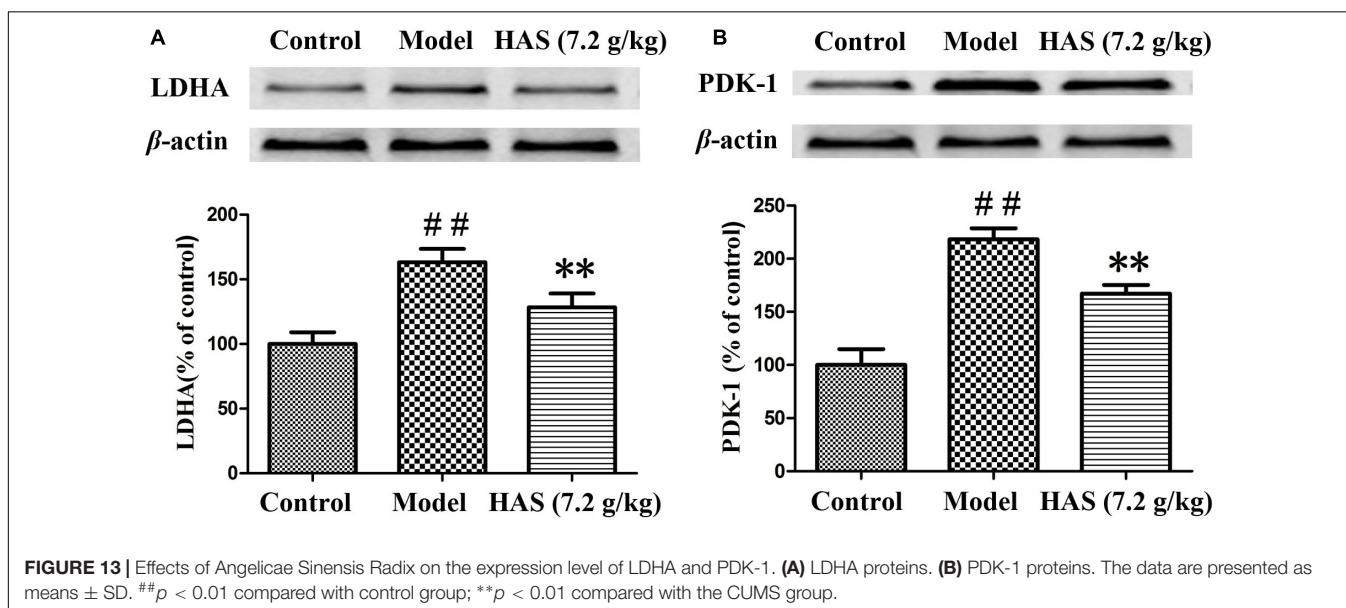 A
Control Model HAS (7.2 g/kg)
LDHA
β-actin
200
150
100
50
0
LDHA(% of control)
# #
**
Control Model HAS (7.2 g/kg)
B
Control Model HAS (7.2 g/kg)
PDK-1
β-actin
250
200
150
100
50
0
PDK-1 (% of control)
# #
**
Control Model HAS (7.2 g/kg)
FIGURE 13 | Effects of Angelicae Sinensis Radix on the expression level of LDHA and PDK-1. (A) LDHA proteins. (B) PDK-1 proteins. The data are presented as
means ± SD. ##p < 0.01 compared with control group; **p < 0.01 compared with the CUMS group.